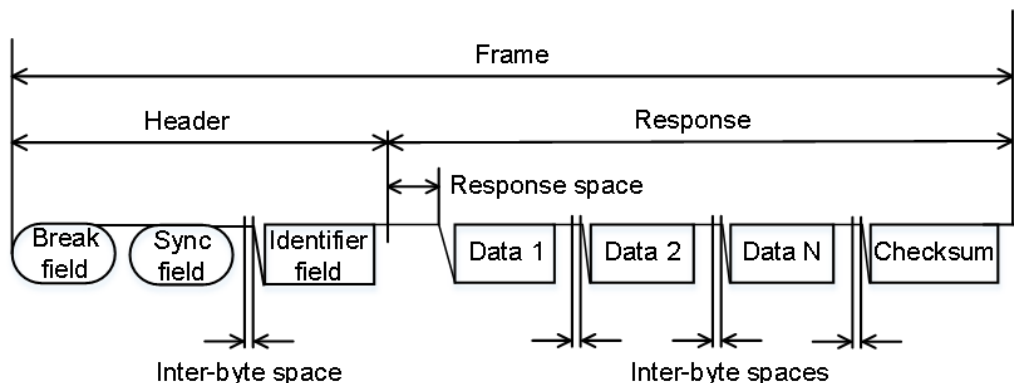 Frame
Header
Response
Response space
Break
field
Sync
field
Identifier
field
Data 1
Data 2
Data N
Checksum
Inter-byte space
Inter-byte spaces